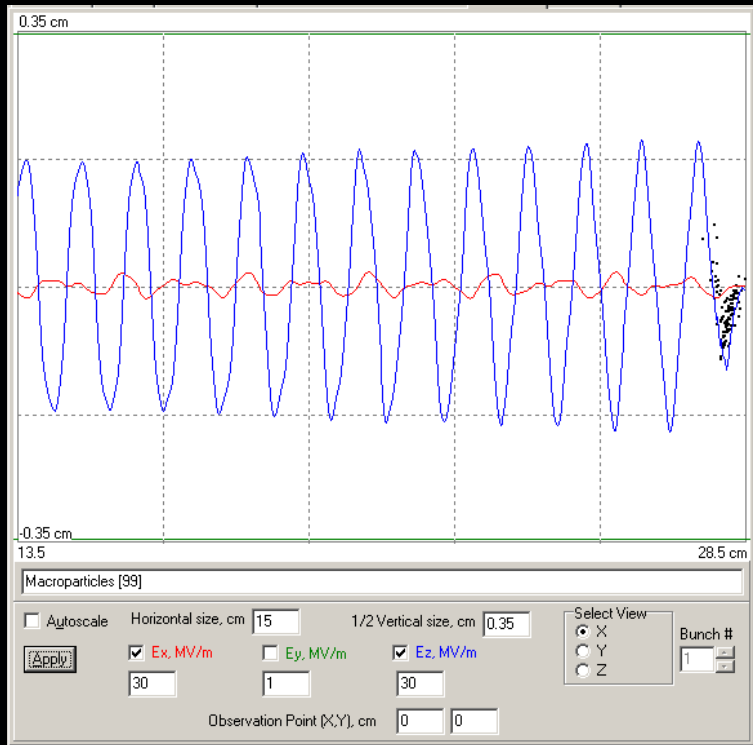 0.35 cm
-0.35 cm
13.5 28.5 cm
Macroparticles [99]
Autoscale Horizontal size, cm 15 1/2 Vertical size, cm 0.35 Select View
X
Y
Z
Bunch #
1
Apply Ex, MV/m Ey, MV/m Ez, MV/m
30 1 30
Observation Point (X,Y), cm 0 0